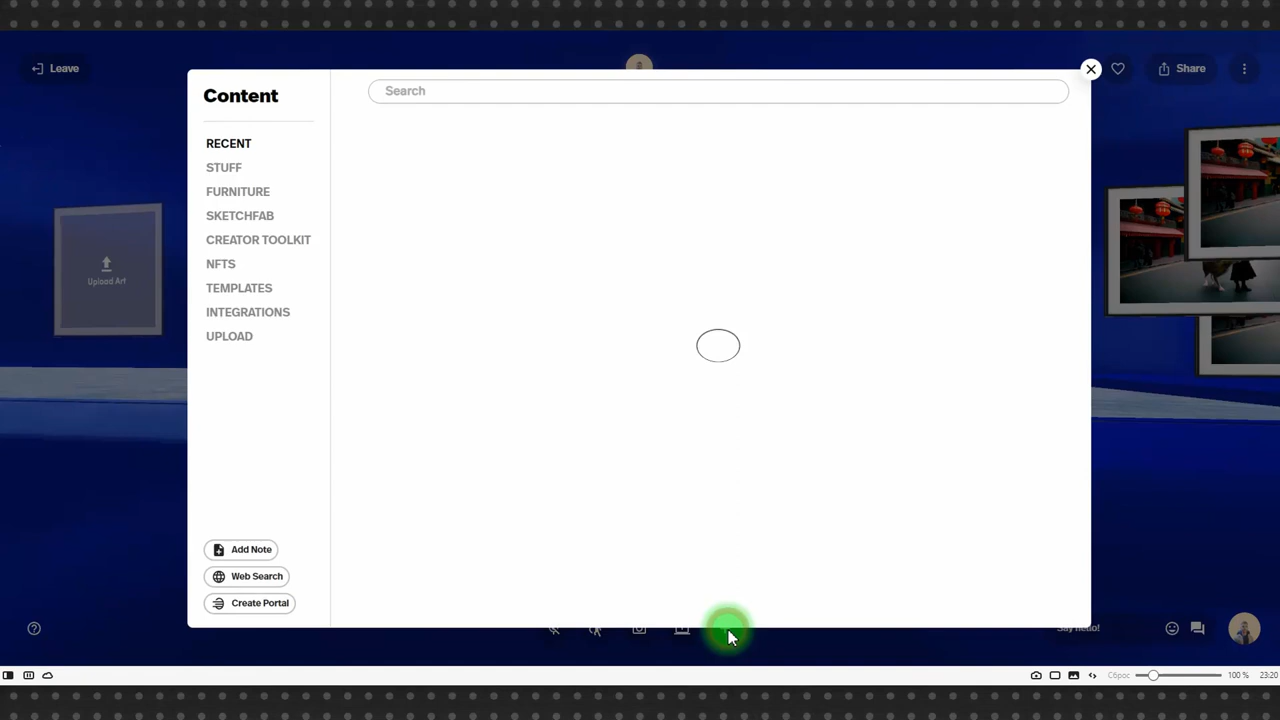 Leave
Share
Content
Search
RECENT
STUFF
FURNITURE
SKETCHFAB
CREATOR TOOLKIT
NFTS
TEMPLATES
INTEGRATIONS
UPLOAD
Upload Art
Add Note
Web Search
Create Portal
Say hello!
Сброс
100 %
23:20